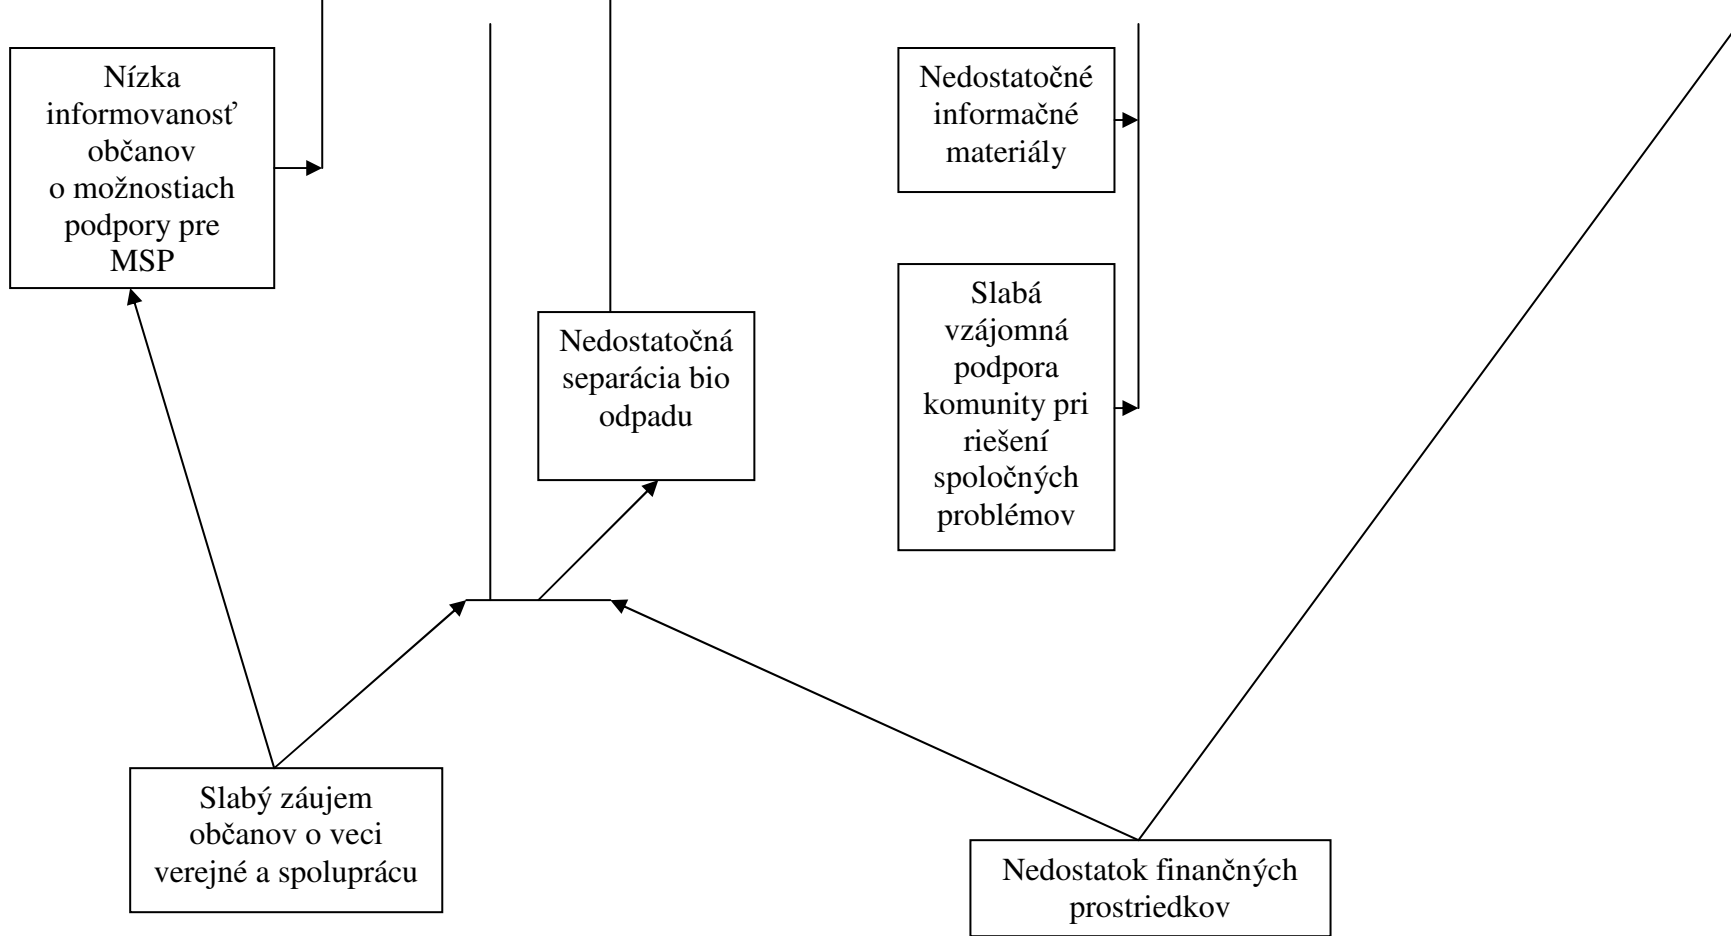 Nízka
informovanosť
občanov
o možnostiach
podpory pre
MSP
Nedostatočné
informačné
materiály
Slabá
vzájomná
podpora
komunity pri
riešení
spoločných
problémov
Nedostatočná
separácia bio
odpadu
Slabý záujem
občanov o veci
verejné a spoluprácu
Nedostatok finančných
prostriedkov